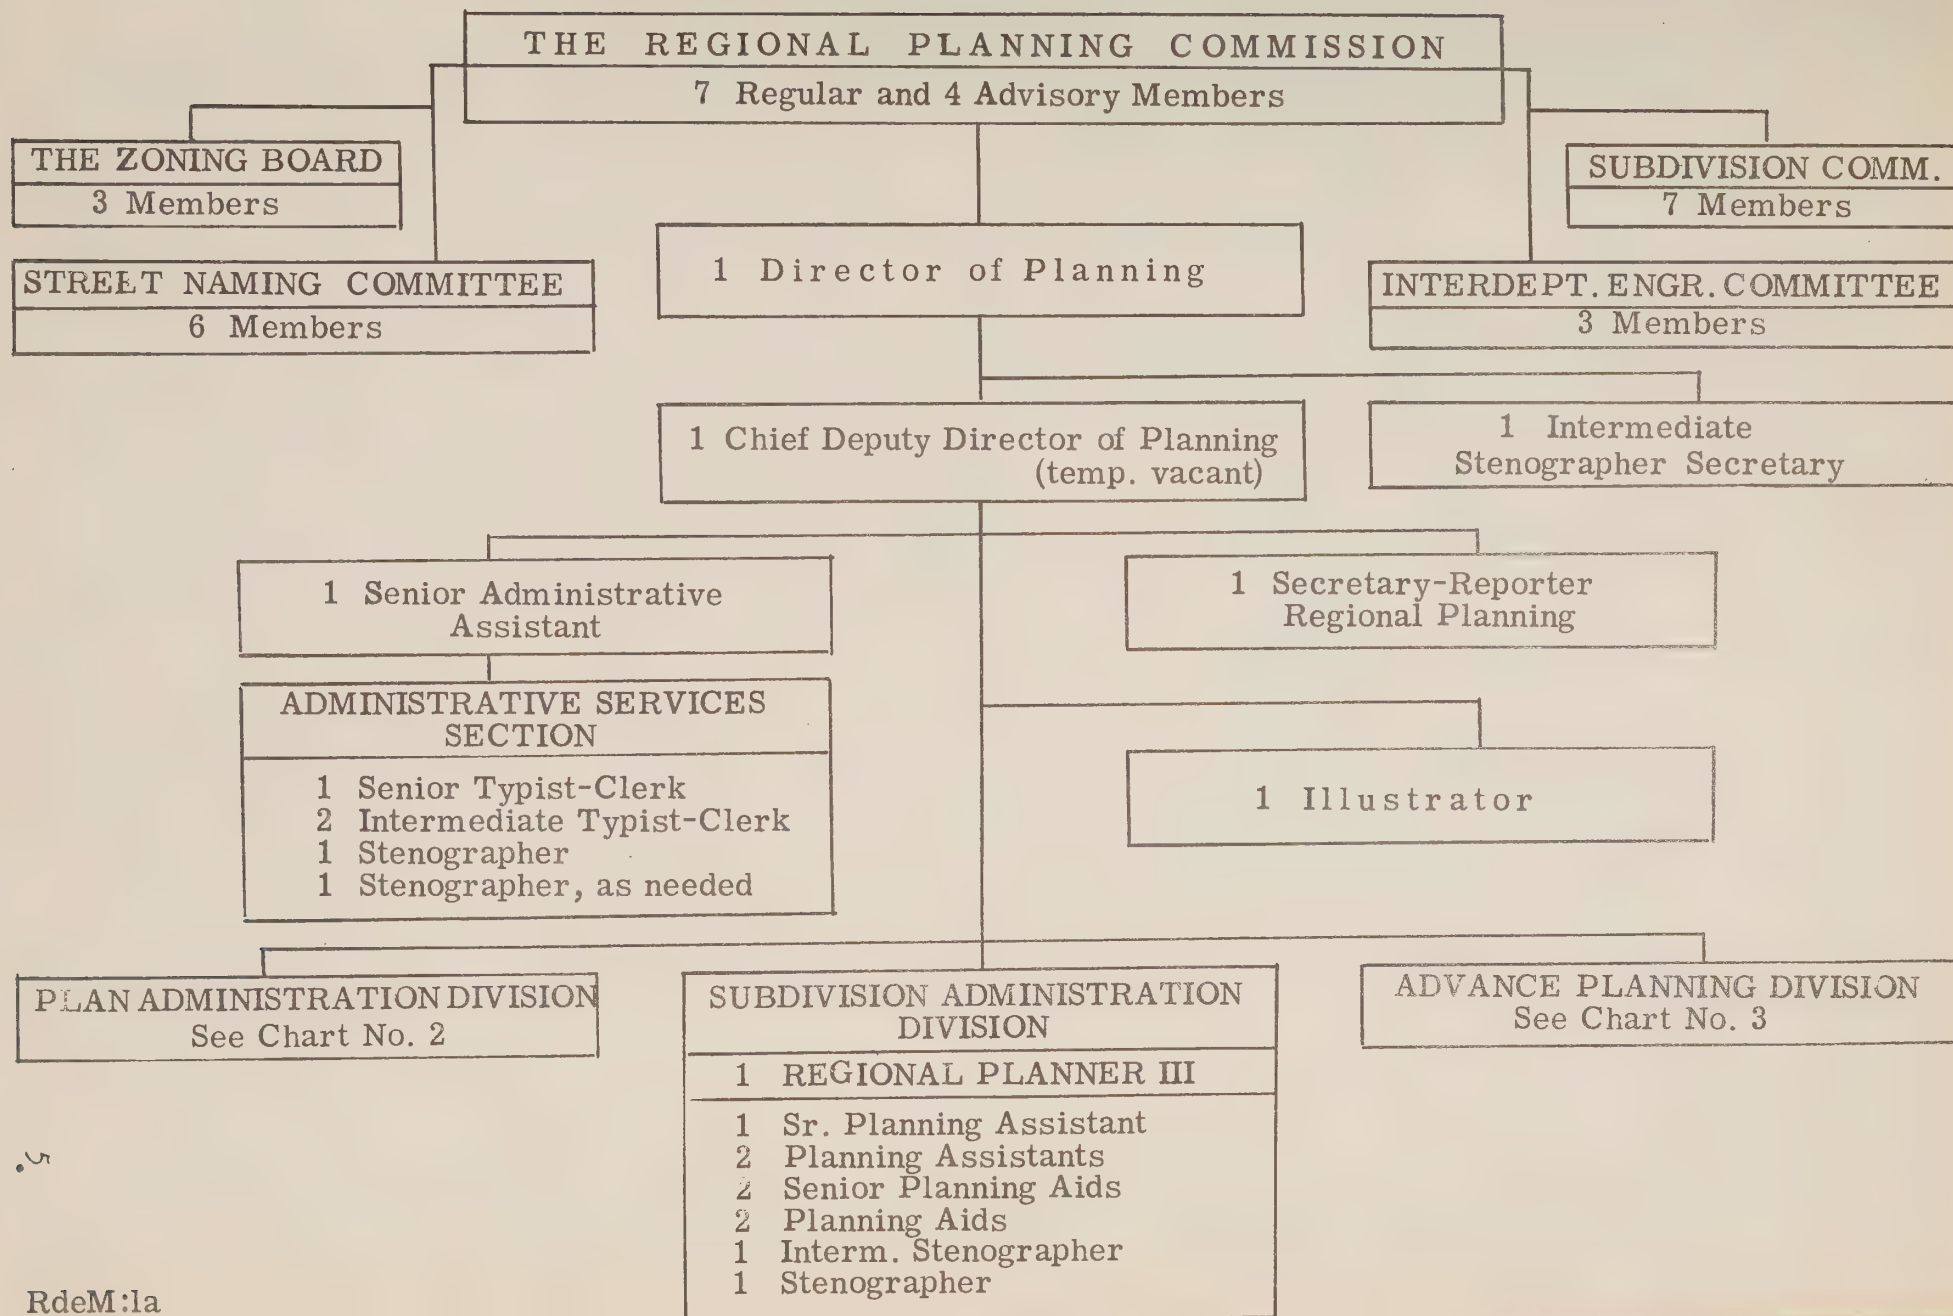 THE REGIONAL PLANNING COMMISSION
7 Regular and 4 Advisory Members
THE ZONING BOARD
3 Members
SUBDIVISION COMM.
7 Members
STREET NAMING COMMITTEE
6 Members
1 Director of Planning
INTERDEPT. ENGR. COMMITTEE
3 Members
1 Chief Deputy Director of Planning
(temp. vacant)
1 Intermediate
Stenographer Secretary
1 Senior Administrative
Assistant
1 Secretary-Reporter
Regional Planning
ADMINISTRATIVE SERVICES
SECTION
1 Senior Typist-Clerk
2 Intermediate Typist-Clerk
1 Stenographer
1 Stenographer, as needed
1 Illustrator
PLAN ADMINISTRATION DIVISION
See Chart No. 2
SUBDIVISION ADMINISTRATION
DIVISION
1 REGIONAL PLANNER III
1 Sr. Planning Assistant
2 Planning Assistants
2 Senior Planning Aids
2 Planning Aids
1 Interm. Stenographer
1 Stenographer
ADVANCE PLANNING DIVISION
See Chart No. 3
5.
RdeM:la